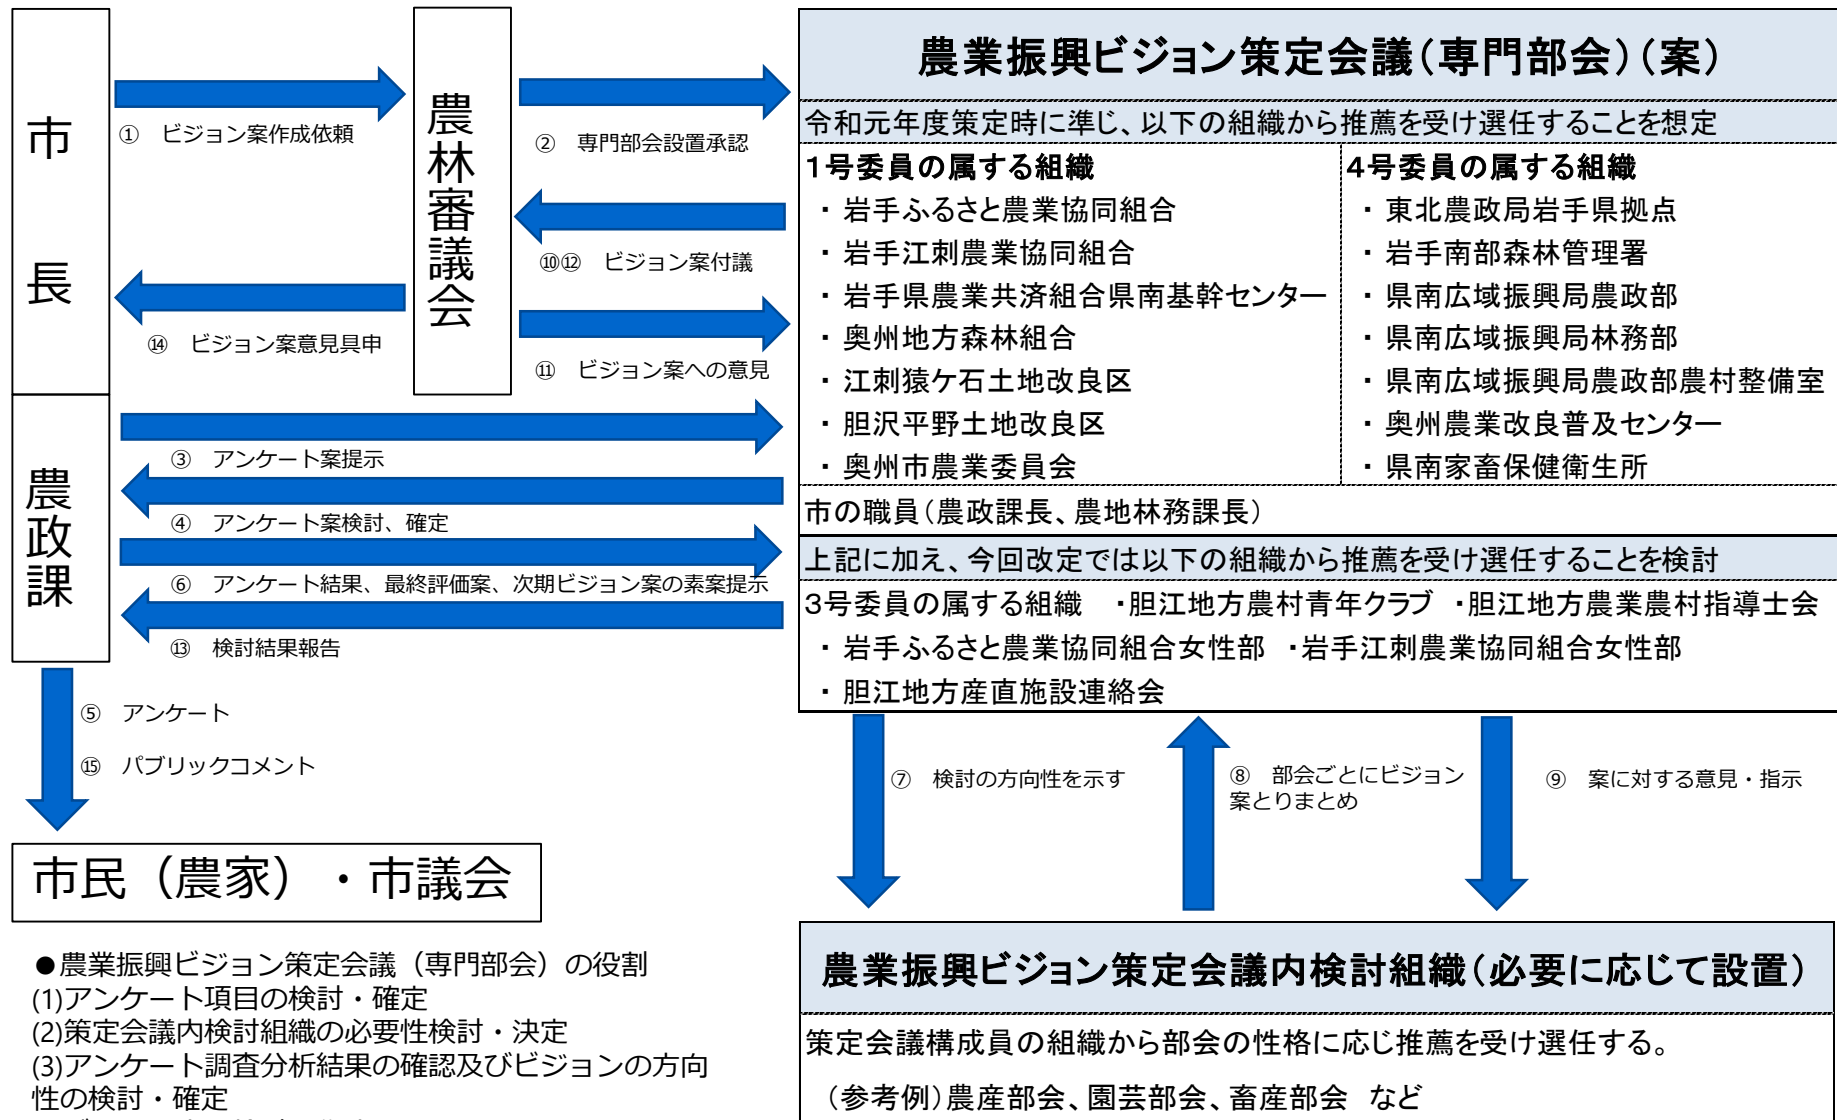 市長
① ビジョン案作成依頼
農林審議会
② 専門部会設置承認
⑩⑫ ビジョン案付議
⑭ ビジョン案意見具申
⑪ ビジョン案への意見
農政課
③ アンケート案提示
④ アンケート案検討、確定
⑥ アンケート結果、最終評価案、次期ビジョン案の素案提示
⑬ 検討結果報告
⑤ アンケート
⑮ パブリックコメント
市民（農家）・市議会
農業振興ビジョン策定会議（専門部会）（案）
令和元年度策定時に準じ、以下の組織から推薦を受け選任することを想定
1号委員の属する組織
・岩手ふるさと農業協同組合
・岩手江刺農業協同組合
・岩手県農業共済組合県南基幹センター
・奥州地方森林組合
・江刺猿ケ石土地改良区
・胆沢平野土地改良区
・奥州市農業委員会
4号委員の属する組織
・東北農政局岩手県拠点
・岩手南部森林管理署
・県南広域振興局農政部
・県南広域振興局林務部
・県南広域振興局農政部農村整備室
・奥州農業改良普及センター
・県南家畜保健衛生所
市の職員（農政課長、農地林務課長）
上記に加え、今回改定では以下の組織から推薦を受け選任することを検討
3号委員の属する組織 ・胆江地方農村青年クラブ ・胆江地方農業農村指導士会
・岩手ふるさと農業協同組合女性部 ・岩手江刺農業協同組合女性部
・胆江地方産直施設連絡会
⑦ 検討の方向性を示す
⑧ 部会ごとにビジョン
案とりまとめ
⑨ 案に対する意見・指示
農業振興ビジョン策定会議内検討組織（必要に応じて設置）
策定会議構成員の組織から部会の性格に応じ推薦を受け選任する。
（参考例）農産部会、園芸部会、畜産部会 など
●農業振興ビジョン策定会議（専門部会）の役割
(1)アンケート項目の検討・確定
(2)策定会議内検討組織の必要性検討・決定
(3)アンケート調査分析結果の確認及びビジョンの方向
性の検討・確定